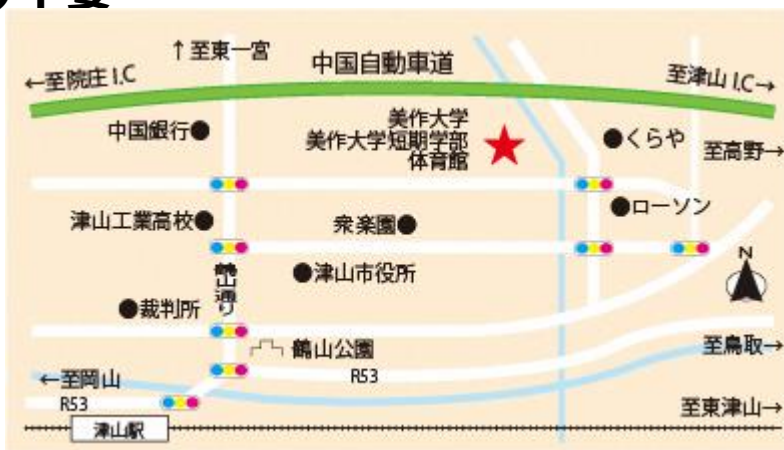 ↑至東一宮
中国自動車道
←至院庄I.C
至津山I.C→
中国銀行●
美作大学
美作大学短期学部
体育館
●くらや
至高野→
津山工業高校●
衆楽園●
●ローソン
鶴山通り
●津山市役所
N
●裁判所
鶴山公園
至鳥取→
←至岡山
R53
R53
至東津山→
津山駅